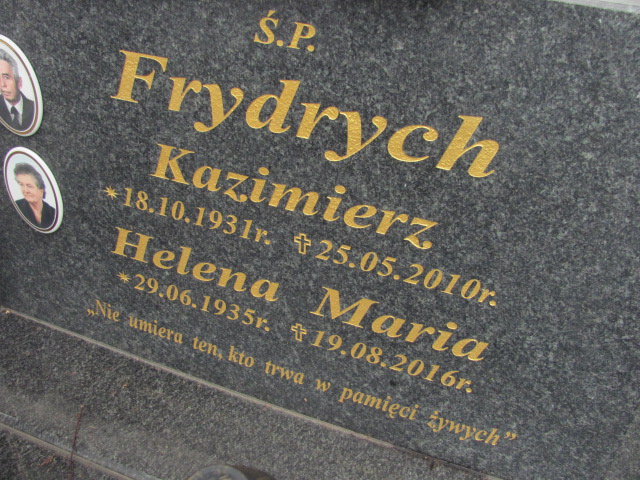 Ś.P.
Frydrych
Kazimierz
*18.10.1931r. ✝25.05.2010r.
Helena Maria
*29.06.1935r. ✝19.08.2016r.
„Nie umiera ten, kto trwa w pamięci żywych”